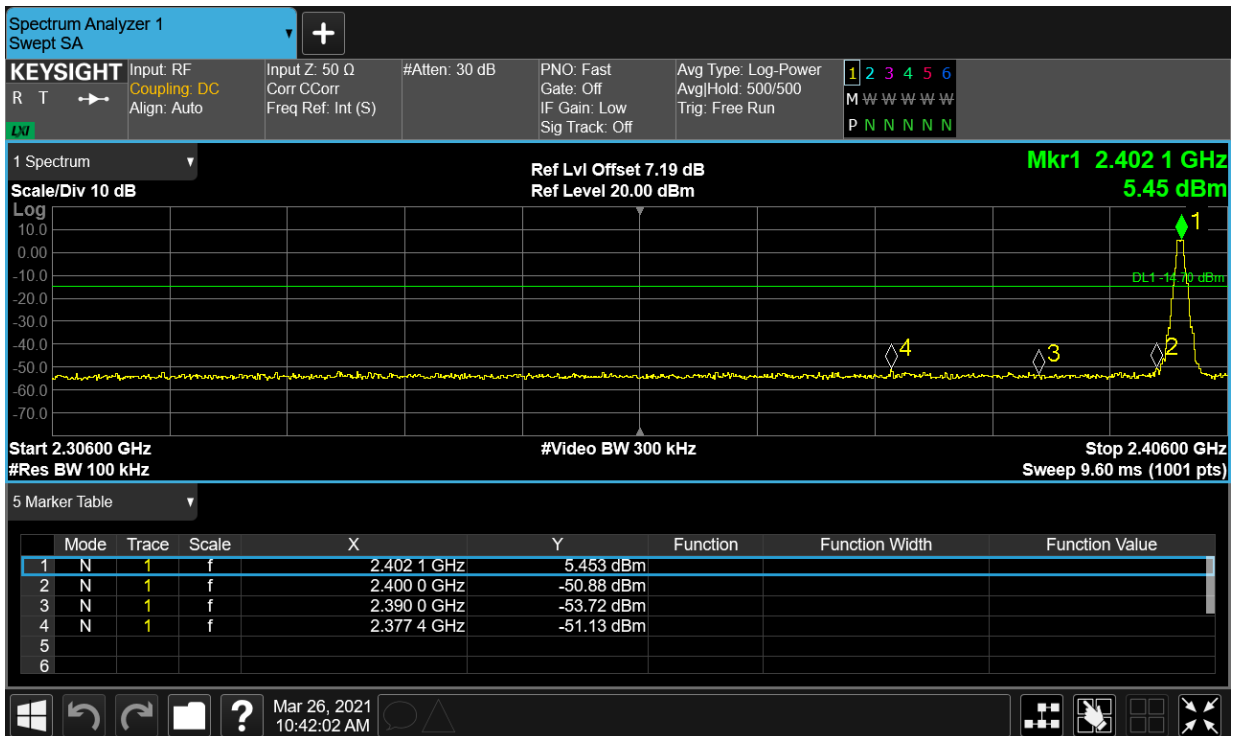 Spectrum Analyzer 1
Swept SA
+
KEYSIGHT Input: RF Input Z: 50 Ω #Atten: 30 dB PNO: Fast Avg Type: Log-Power 1 2 3 4 5 6
R T Coupling: DC Corr CCorr Gate: Off Avg|Hold: 500/500 M W W W W W
Align: Auto Freq Ref: Int (S) IF Gain: Low Trig: Free Run
LXI Sig Track: Off P N N N N N
1 Spectrum Ref Lvl Offset 7.19 dB Mkr1 2.402 1 GHz
Scale/Div 10 dB Ref Level 20.00 dBm 5.45 dBm
Log
1
10.0
0.00
-10.0
DL1 -14.70 dBm
-20.0
-30.0
-40.0
4 3 2
-50.0
-60.0
-70.0
Start 2.30600 GHz #Video BW 300 kHz Stop 2.40600 GHz
#Res BW 100 kHz Sweep 9.60 ms (1001 pts)
5 Marker Table
Mode Trace Scale X Y Function Function Width Function Value
1 N 1 f 2.402 1 GHz 5.453 dBm
2 N 1 f 2.400 0 GHz -50.88 dBm
3 N 1 f 2.390 0 GHz -53.72 dBm
4 N 1 f 2.377 4 GHz -51.13 dBm
5
6
? Mar 26, 2021
10:42:02 AM